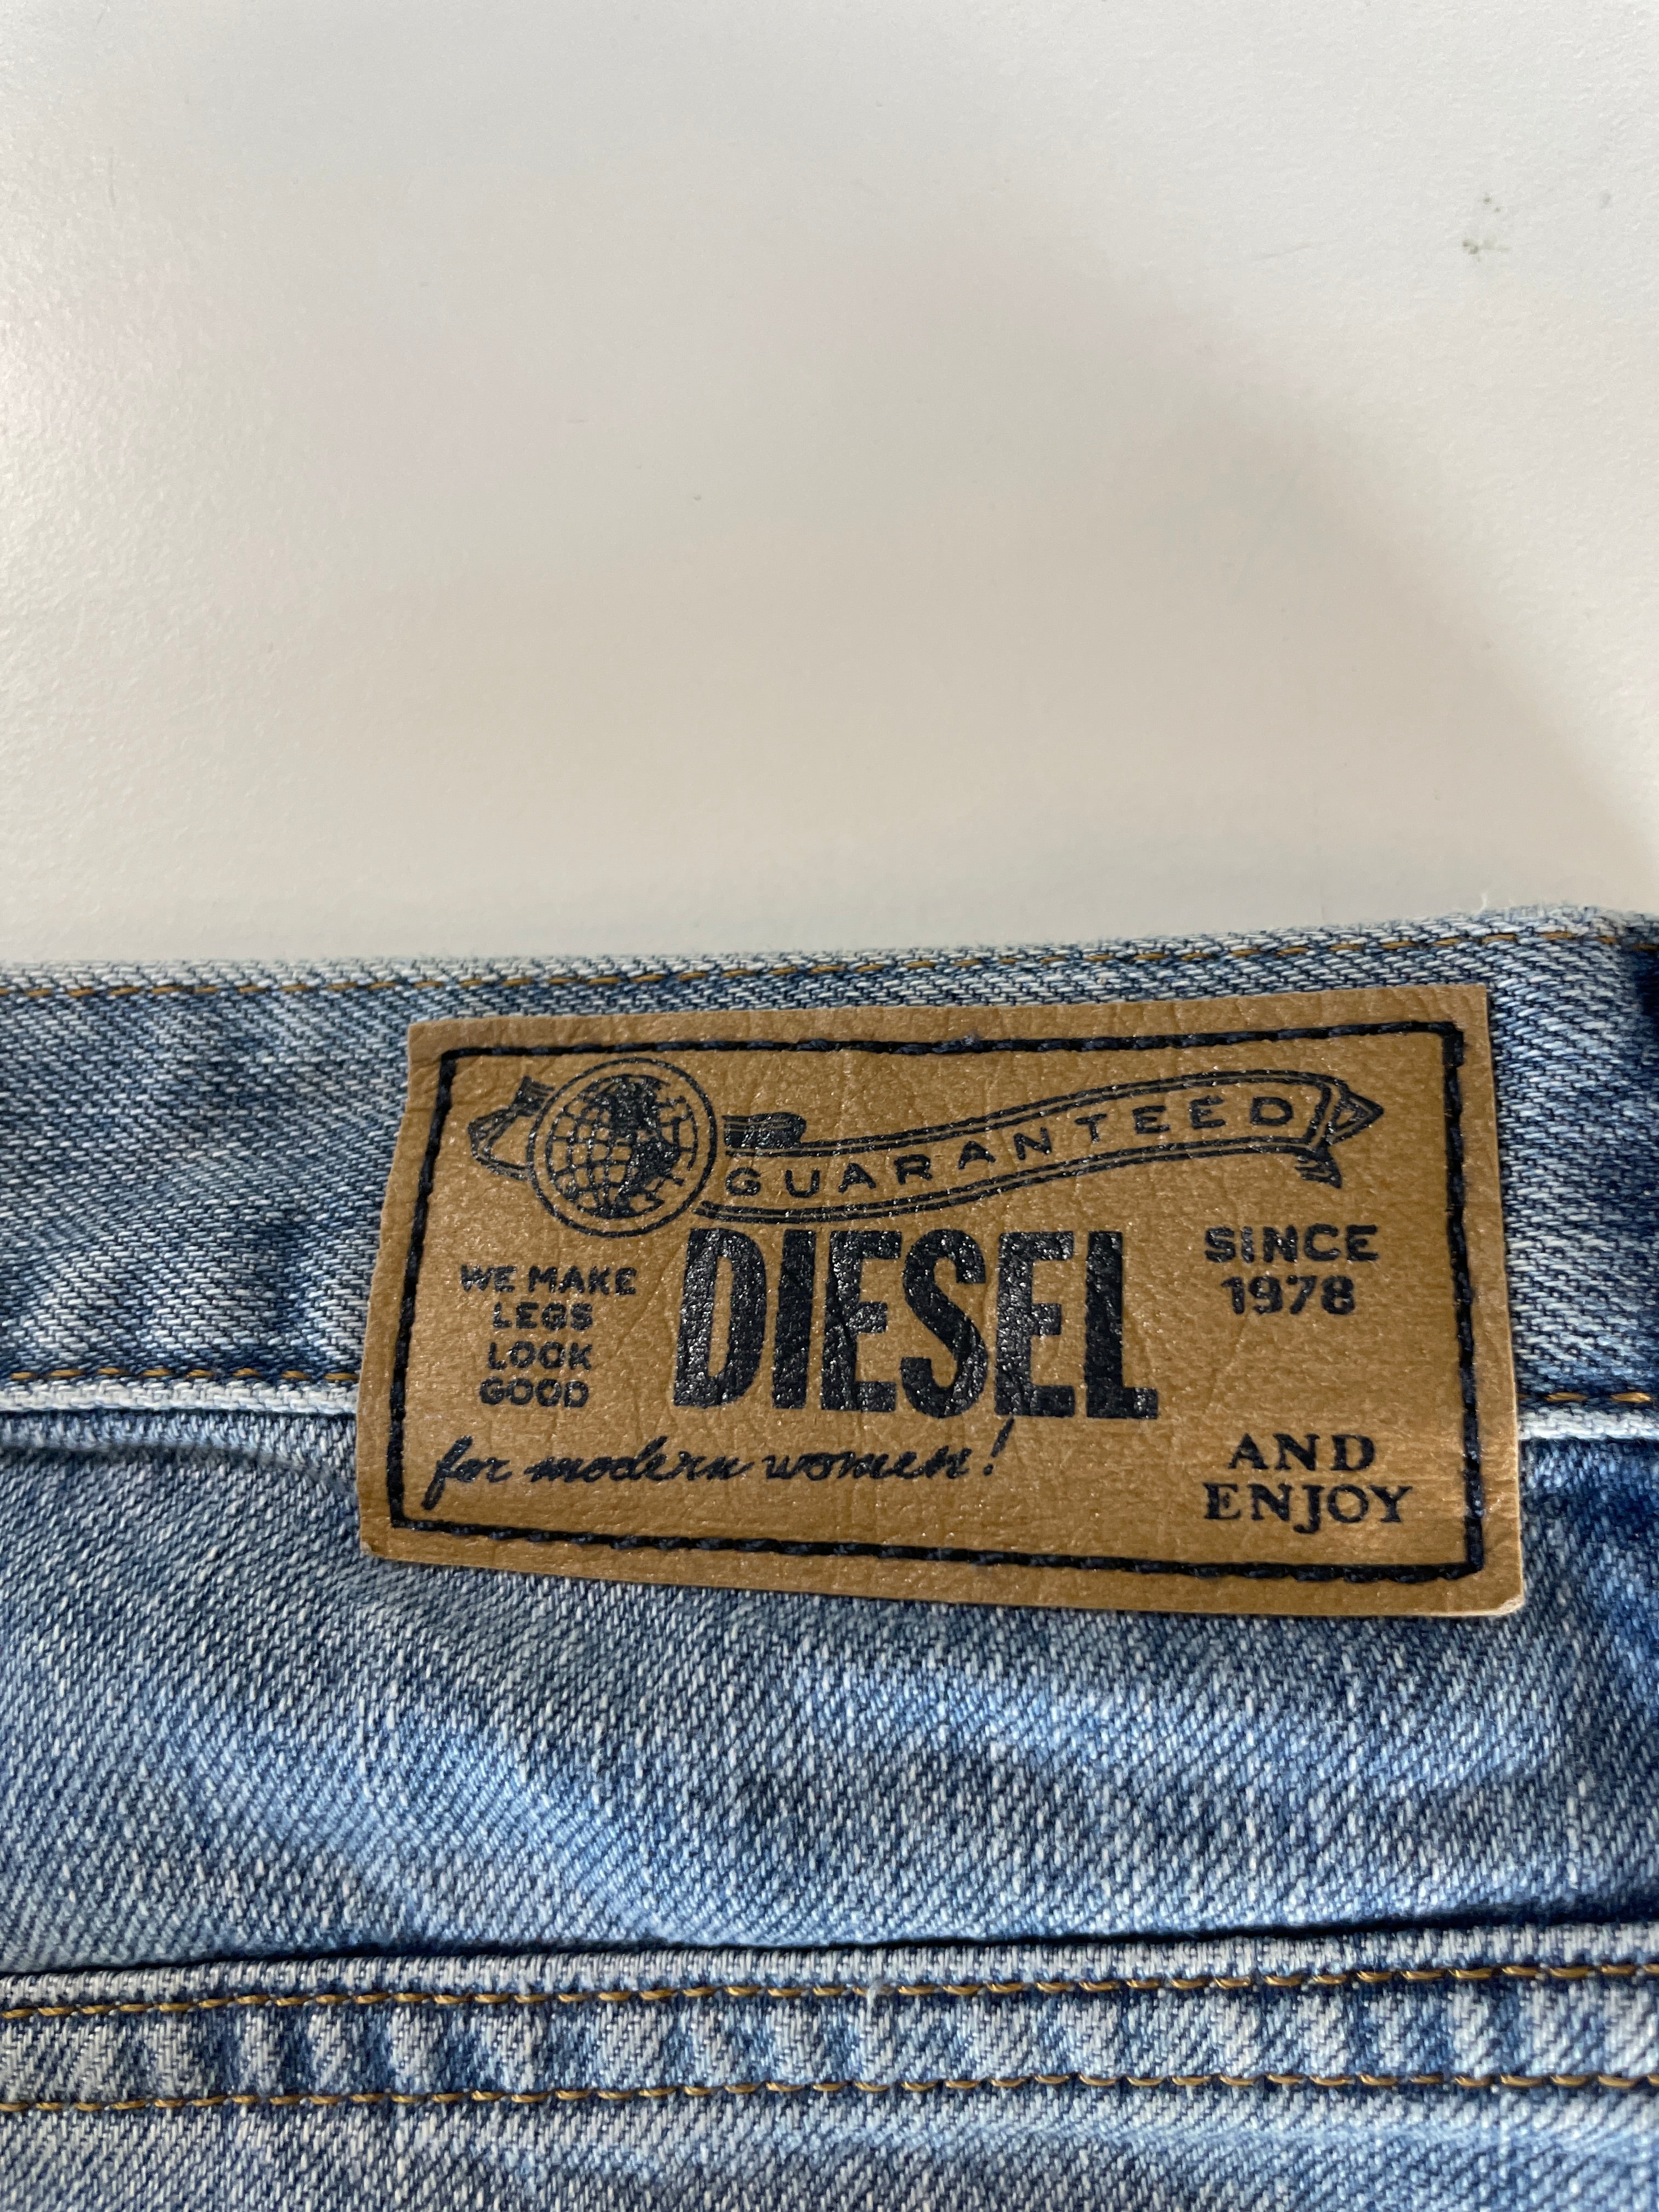 GUARANTEED
WE MAKE
LEGS
LOOK
GOOD
DIESEL
SINCE
1978
for modern women!
AND
ENJOY